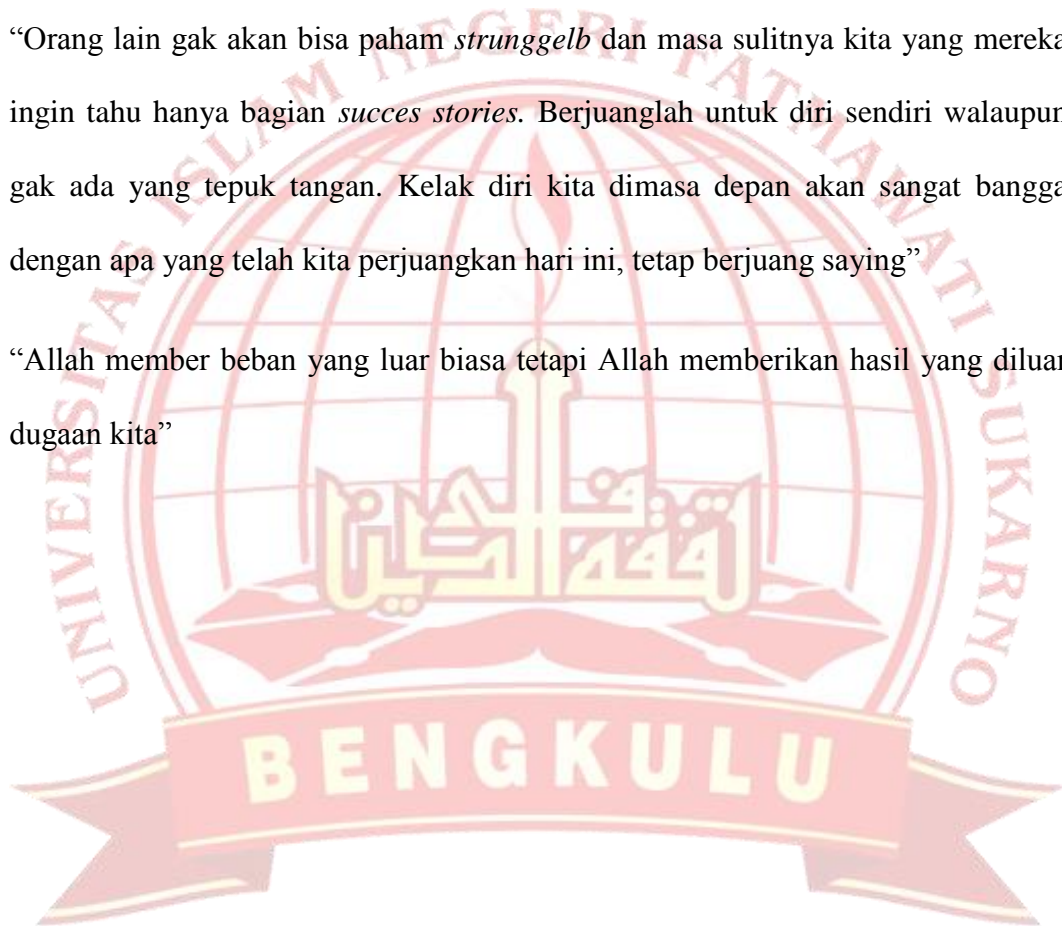 “Orang lain gak akan bisa paham strunggelb dan masa sulitnya kita yang mereka
ingin tahu hanya bagian succes stories. Berjuanglah untuk diri sendiri walaupun
gak ada yang tepuk tangan. Kelak diri kita dimasa depan akan sangat bangga
dengan apa yang telah kita perjuangkan hari ini, tetap berjuang saying”
“Allah member beban yang luar biasa tetapi Allah memberikan hasil yang diluar
dugaan kita”
UNIVERSITAS ISLAM NEGERI FATMAWATI SUKARNO
BENGKULU